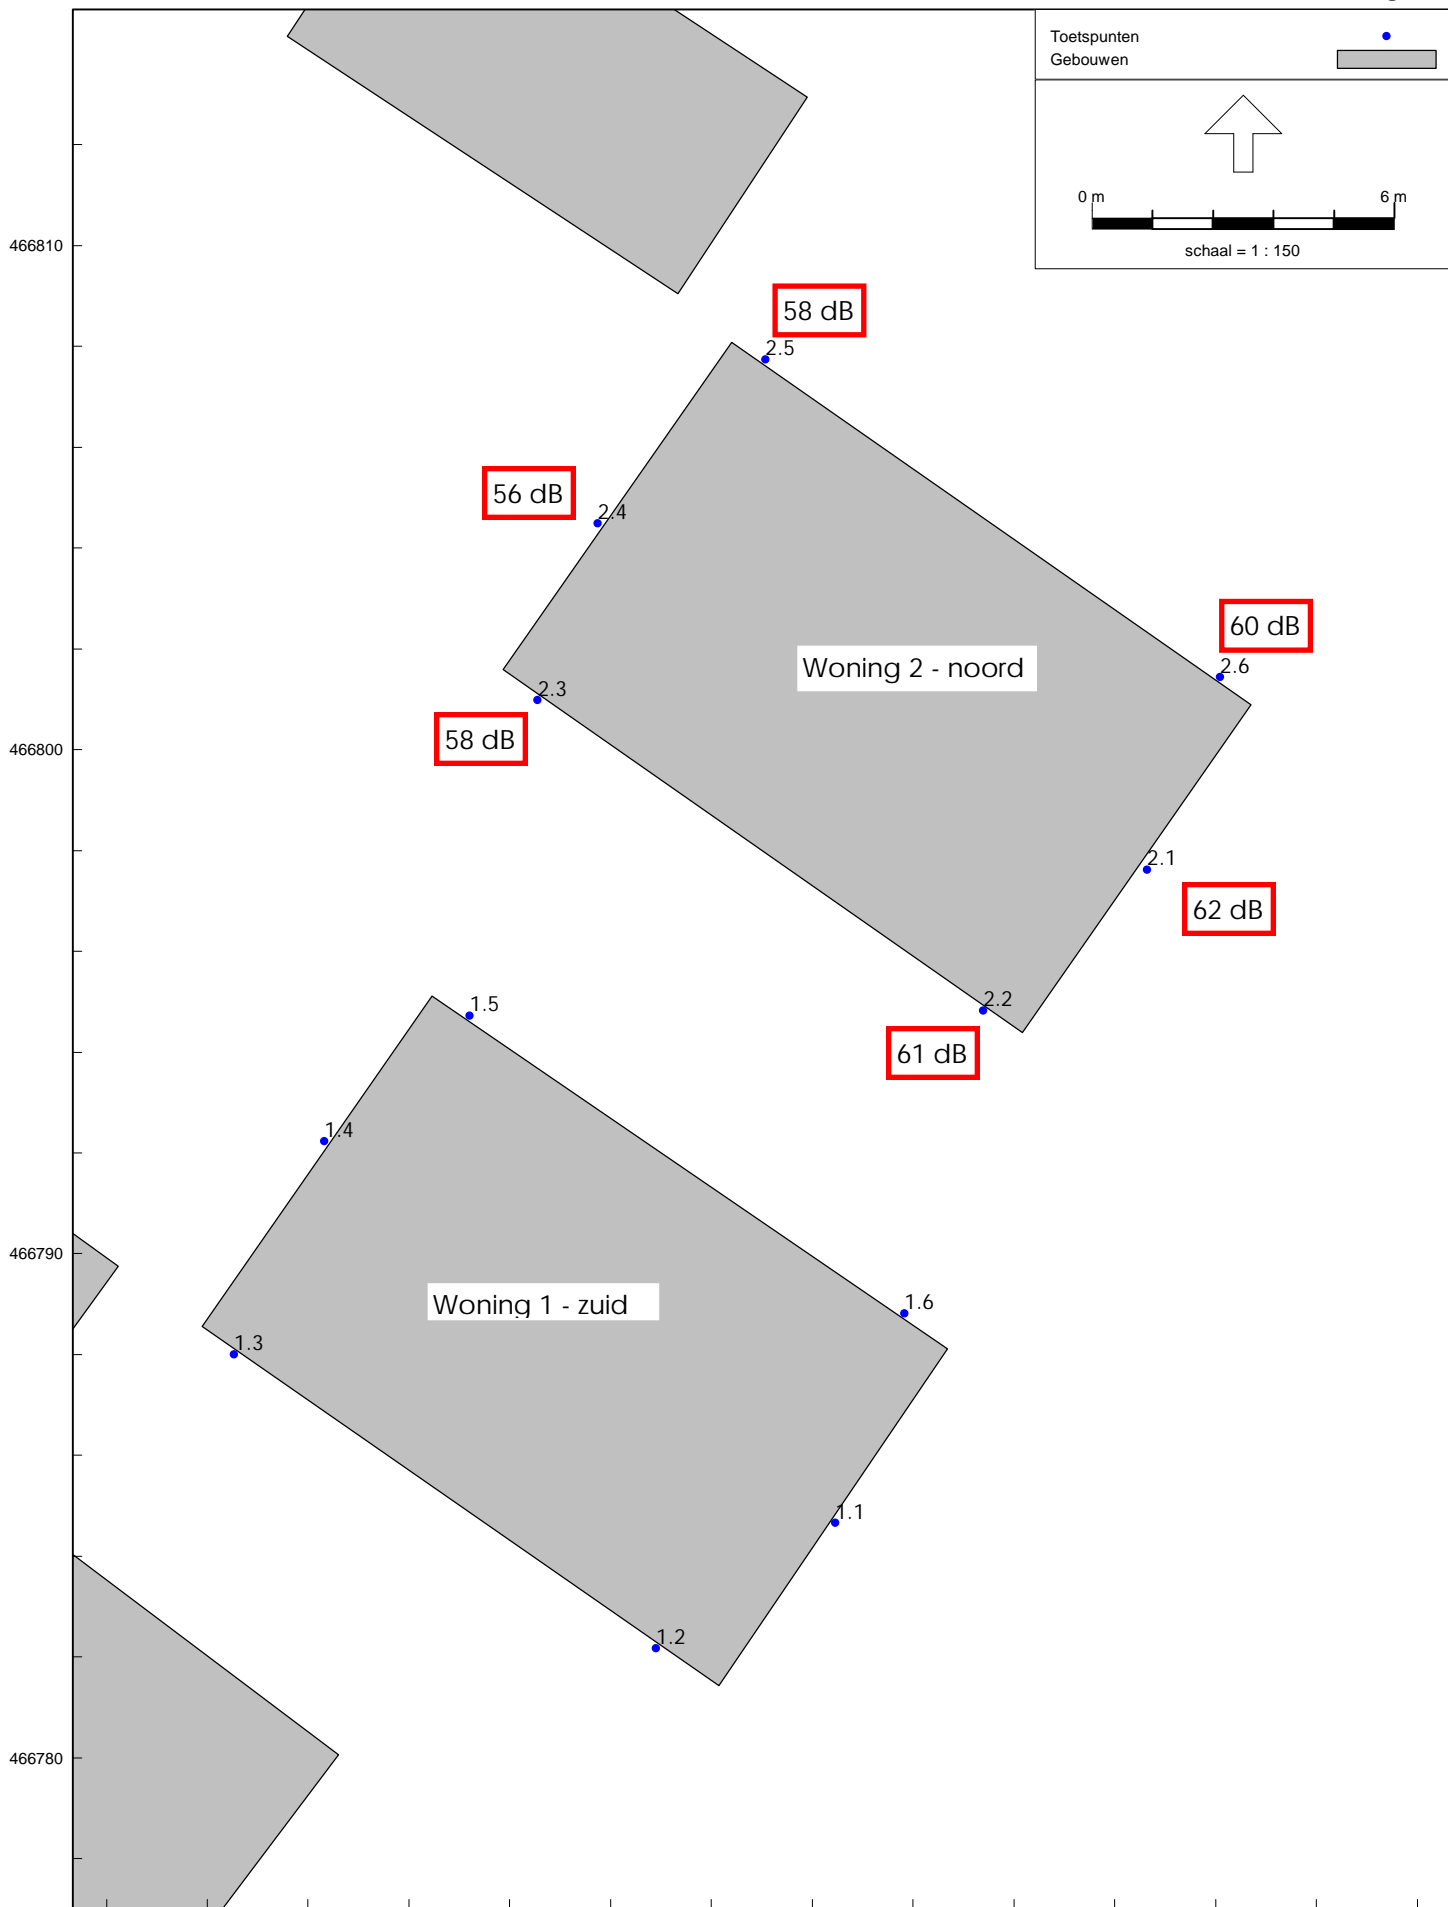 Toetspunten
Gebouwen
0 m 6 m
schaal = 1 : 150
466810
58 dB
2.5
56 dB
2.4
60 dB
2.6
Woning 2 - noord
2.3
58 dB
466800
2.1
62 dB
2.2
61 dB
1.5
1.4
466790
Woning 1 - zuid
1.6
1.3
1.1
1.2
466780